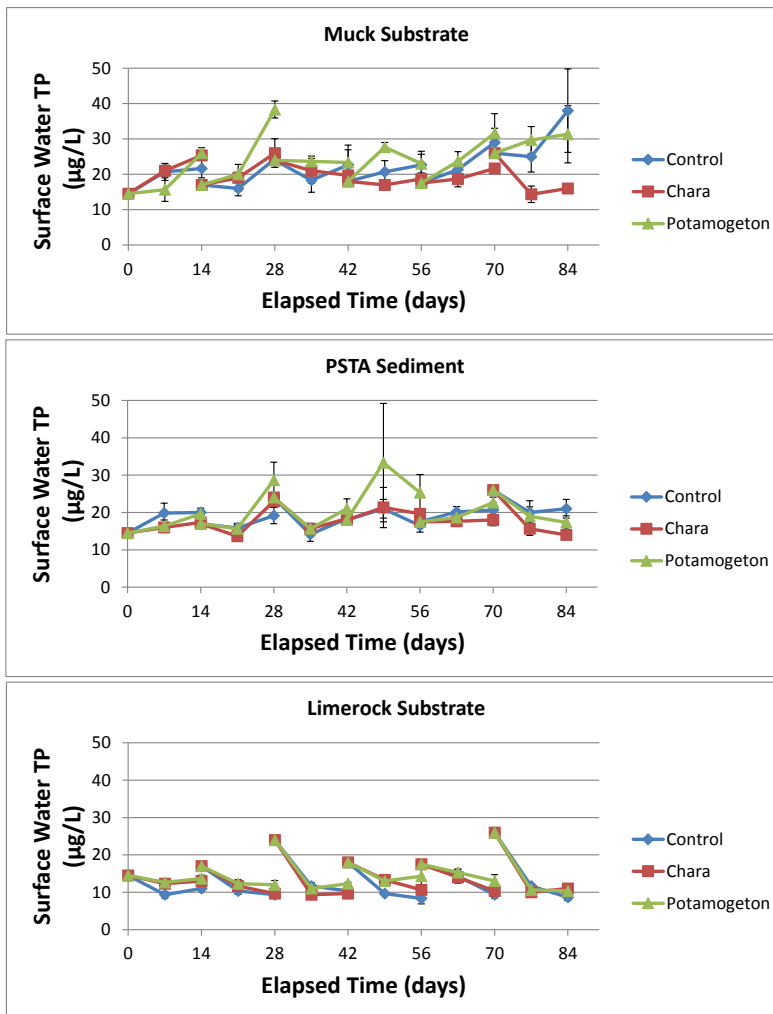 Muck Substrate
50
40
30
20
10
0
0 14 28 42 56 70 84
Surface Water TP
(µg/L)
Elapsed Time (days)
Control
Chara
Potamogeton
PSTA Sediment
50
40
30
20
10
0
0 14 28 42 56 70 84
Surface Water TP
(µg/L)
Elapsed Time (days)
Control
Chara
Potamogeton
Limerock Substrate
50
40
30
20
10
0
0 14 28 42 56 70 84
Surface Water TP
(µg/L)
Elapsed Time (days)
Control
Chara
Potamogeton